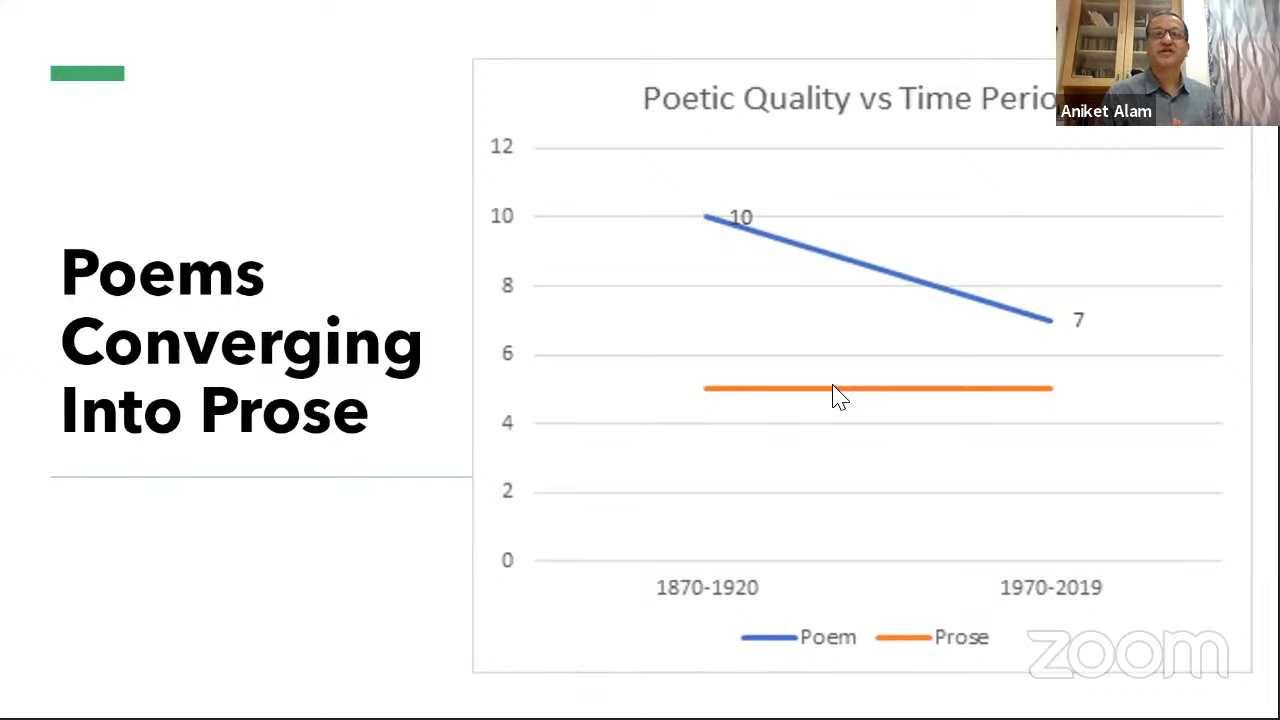 Poems
Converging
Into Prose
Poetic Quality vs Time Perio
Aniket Alam
12
10
8
6
4
2
0
10
7
1870-1920
1970-2019
Poem
Prose
zoom